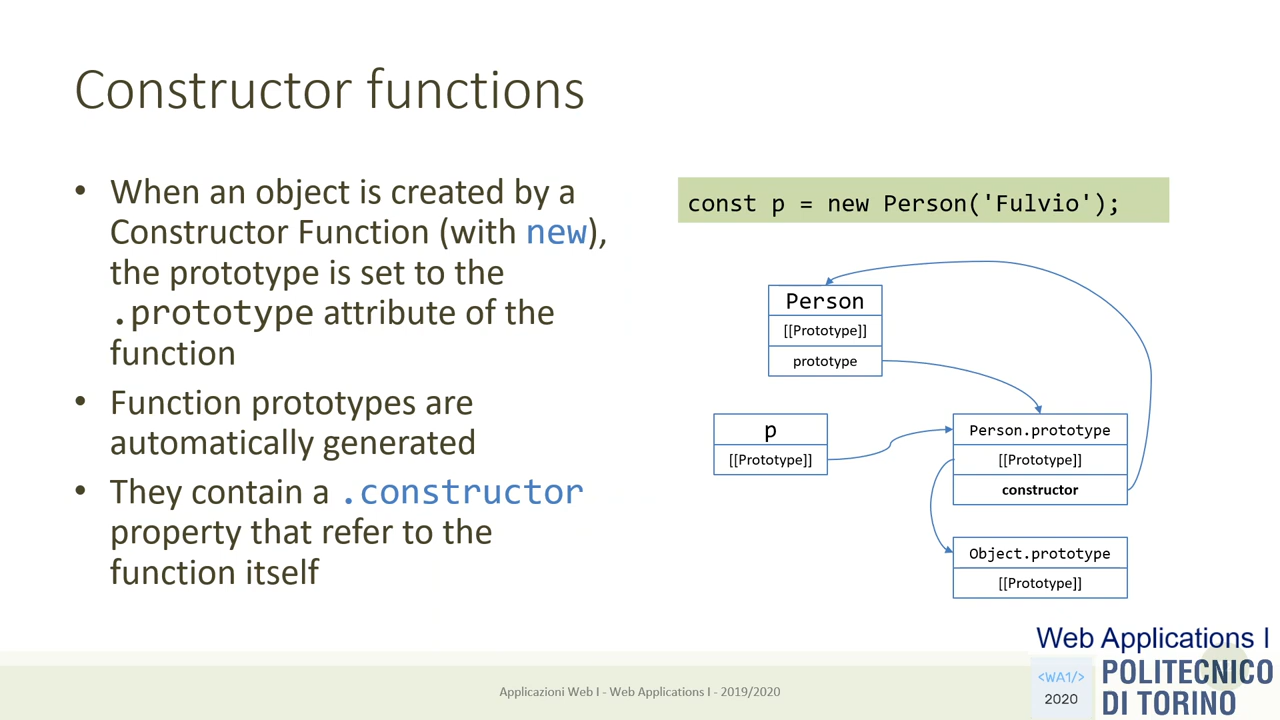 Constructor functions
• When an object is created by a
Constructor Function (with new),
the prototype is set to the
.prototype attribute of the
function
• Function prototypes are
automatically generated
• They contain a .constructor
property that refer to the
function itself
const p = new Person('Fulvio');
Person
[[Prototype]]
prototype
p
[[Prototype]]
Person.prototype
[[Prototype]]
constructor
Object.prototype
[[Prototype]]
Applicazioni Web I - Web Applications I - 2019/2020
Web Applications I
<WA1/>
2020
POLITECNICO
DI TORINO